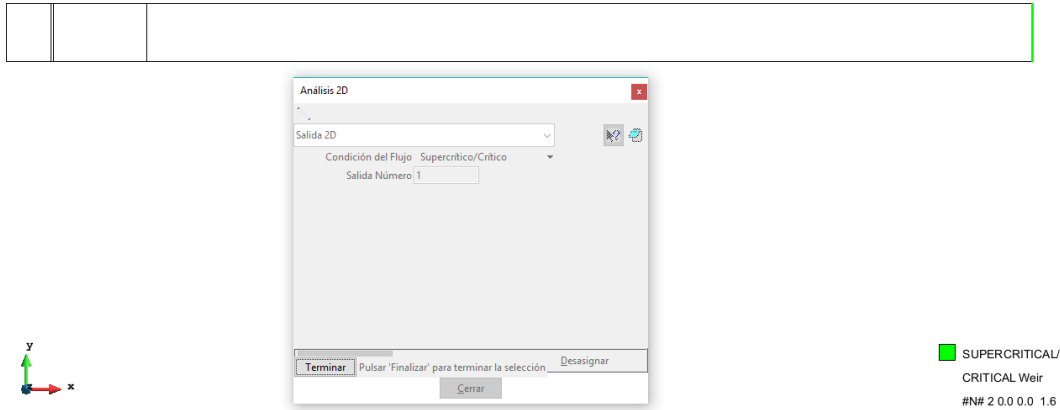 Análisis 2D
x
Salida 2D
Condición del Flujo Supercrítico/Crítico
Salida Número 1
Terminar Pulsar 'Finalizar' para terminar la selección Desasignar
Cerrar
y
x
SUPERCRITICAL/
CRITICAL Weir
#N# 2 0.0 0.0 1.6